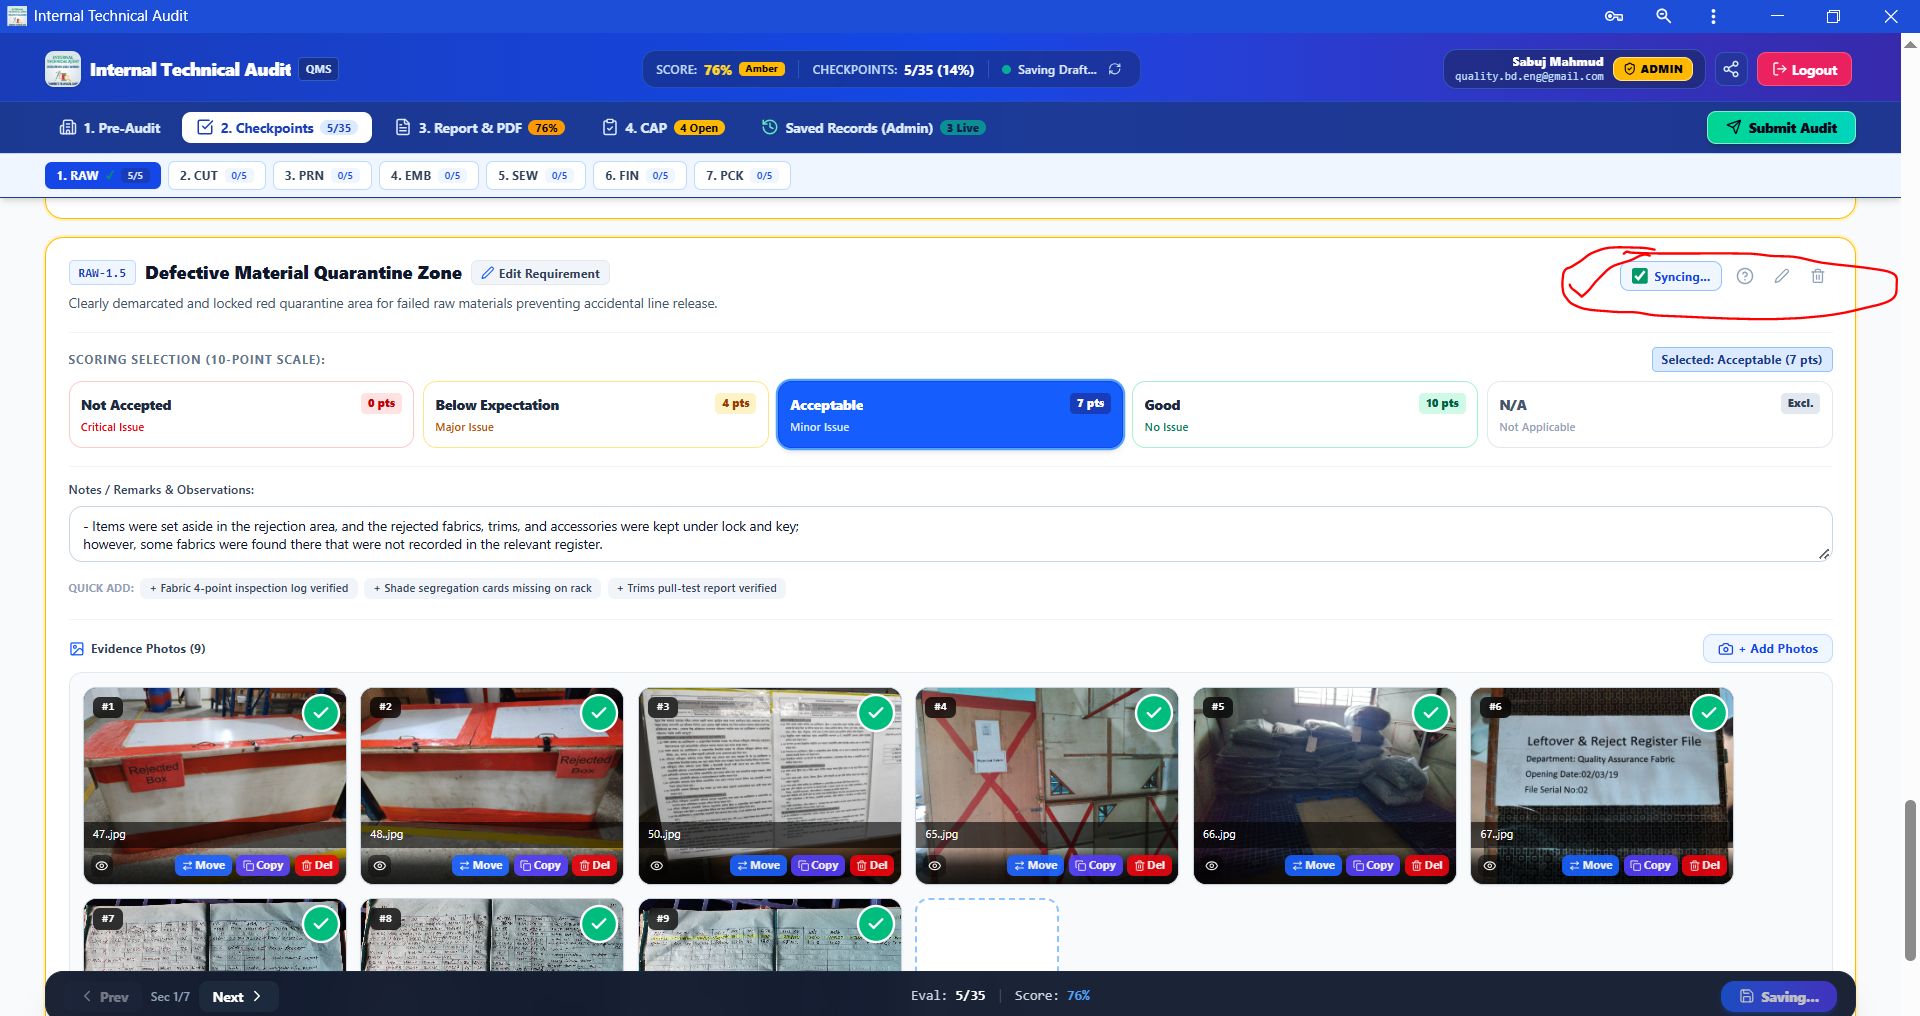 Internal Technical Audit
Internal Technical Audit QMS
SCORE: 76% Amber CHECKPOINTS: 5/35 (14%) Saving Draft...
Sabuj Mahmud
quality.bd.eng@gmail.com
ADMIN
Logout
1. Pre-Audit
2. Checkpoints 5/35
3. Report & PDF 76%
4. CAP 4 Open
Saved Records (Admin) 3 Live
Submit Audit
1. RAW ✓ 5/5
2. CUT 0/5
3. PRN 0/5
4. EMB 0/5
5. SEW 0/5
6. FIN 0/5
7. PCK 0/5
RAW-1.5 Defective Material Quarantine Zone Edit Requirement
Syncing...
Clearly demarcated and locked red quarantine area for failed raw materials preventing accidental line release.
SCORING SELECTION (10-POINT SCALE):
Selected: Acceptable (7 pts)
Not Accepted 0 pts
Critical Issue
Below Expectation 4 pts
Major Issue
Acceptable 7 pts
Minor Issue
Good 10 pts
No Issue
N/A Excl.
Not Applicable
Notes / Remarks & Observations:
- Items were set aside in the rejection area, and the rejected fabrics, trims, and accessories were kept under lock and key;
however, some fabrics were found there that were not recorded in the relevant register.
QUICK ADD: + Fabric 4-point inspection log verified + Shade segregation cards missing on rack + Trims pull-test report verified
Evidence Photos (9)
+ Add Photos
#1
Rejected
Box
47..jpg
Move Copy Del
#2
Rejected
Box
48..jpg
Move Copy Del
#3
50..jpg
Move Copy Del
#4
65..jpg
Move Copy Del
#5
66..jpg
Move Copy Del
#6
Leftover & Reject Register File
Department: Quality Assurance Fabric
Opening Date:02/03/19
File Serial No:02
67..jpg
Move Copy Del
#7
#8
#9
Prev Sec 1/7 Next
Eval: 5/35 Score: 76%
Saving...